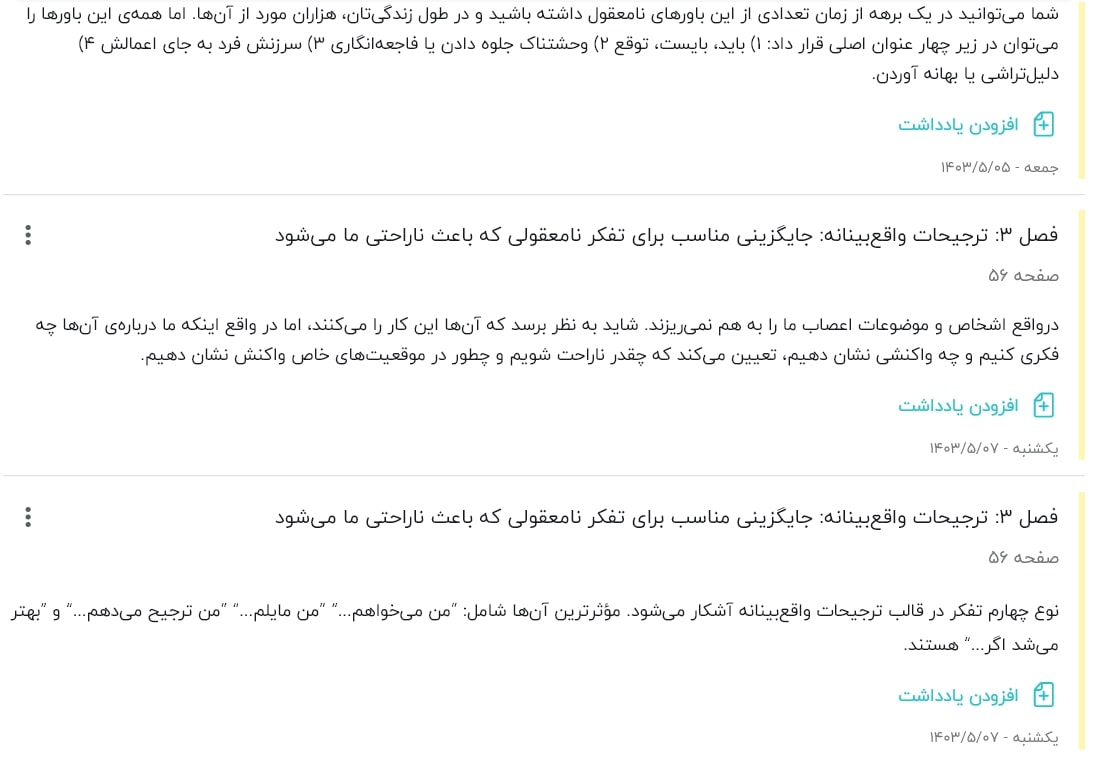 شما می‌توانید در یک برهه از زمان تعدادی از این باورهای نامعقول داشته باشید و در طول زندگی‌تان، هزاران مورد از آن‌ها. اما همه‌ی این باورها را
می‌توان در زیر چهار عنوان اصلی قرار داد: ۱) باید، بایست، توقع ۲) وحشتناک جلوه دادن یا فاجعه‌انگاری ۳) سرزنش فرد به جای اعمالش ۴)
دلیل‌تراشی یا بهانه آوردن.
افزودن یادداشت
جمعه - ۱۴۰۳/۵/۰۵
فصل ۳: ترجیحات واقع‌بینانه: جایگزینی مناسب برای تفکر نامعقولی که باعث ناراحتی ما می‌شود
صفحه ۵۶
درواقع اشخاص و موضوعات اعصاب ما را به هم نمی‌ریزند. شاید به نظر برسد که آن‌ها این کار را می‌کنند، اما در واقع اینکه ما درباره‌ی آن‌ها چه
فکری کنیم و چه واکنشی نشان دهیم، تعیین می‌کند که چقدر ناراحت شویم و چطور در موقعیت‌های خاص واکنش نشان دهیم.
افزودن یادداشت
یکشنبه - ۱۴۰۳/۵/۰۷
فصل ۳: ترجیحات واقع‌بینانه: جایگزینی مناسب برای تفکر نامعقولی که باعث ناراحتی ما می‌شود
صفحه ۵۶
نوع چهارم تفکر در قالب ترجیحات واقع‌بینانه آشکار می‌شود. مؤثرترین آن‌ها شامل: ”من می‌خواهم...“ ”من مایلم...“ ”من ترجیح می‌دهم...“ و ”بهتر
می‌شد اگر...“ هستند.
افزودن یادداشت
یکشنبه - ۱۴۰۳/۵/۰۷